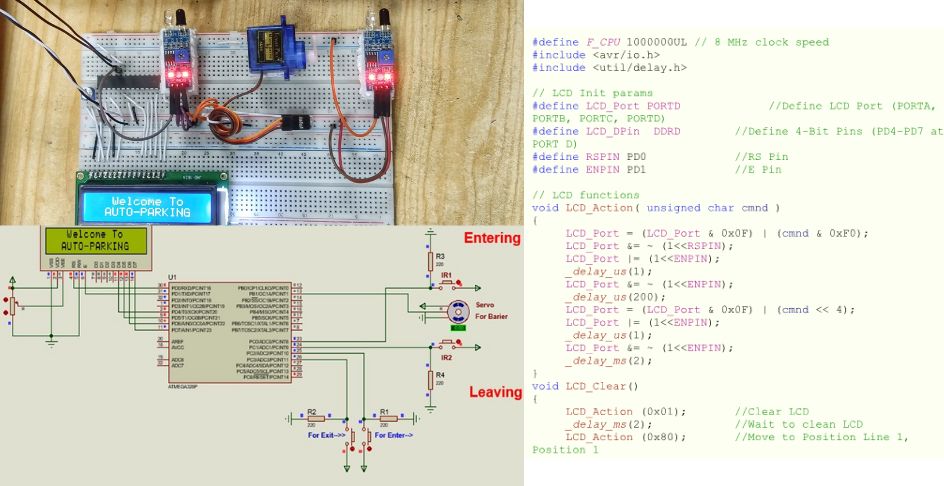 Welcome To
AUTO-PARKING
Welcome To
AUTO-PARKING
Entering
R3
220
IR1
U1
Servo
For Barier
IR2
R4
220
Leaving
ATMEGA328P
R2
220
R1
220
For Exit-->>
For Enter-->
#define F_CPU 1000000UL // 8 MHz clock speed
#include <avr/io.h>
#include <util/delay.h>
// LCD Init params
#define LCD_Port PORTD //Define LCD Port (PORTA,
PORTB, PORTC, PORTD)
#define LCD_DPin DDRD //Define 4-Bit Pins (PD4-PD7 at
PORT D)
#define RSPIN PD0 //RS Pin
#define ENPIN PD1 //E Pin
// LCD functions
void LCD_Action( unsigned char cmnd )
{
LCD_Port = (LCD_Port & 0x0F) | (cmnd & 0xF0);
LCD_Port &= ~ (1<<RSPIN);
LCD_Port |= (1<<ENPIN);
_delay_us(1);
LCD_Port &= ~ (1<<ENPIN);
_delay_us(200);
LCD_Port = (LCD_Port & 0x0F) | (cmnd << 4);
LCD_Port |= (1<<ENPIN);
_delay_us(1);
LCD_Port &= ~ (1<<ENPIN);
_delay_ms(2);
}
void LCD_Clear()
{
LCD_Action (0x01); //Clear LCD
_delay_ms(2); //Wait to clean LCD
LCD_Action (0x80); //Move to Position Line 1,
Position 1